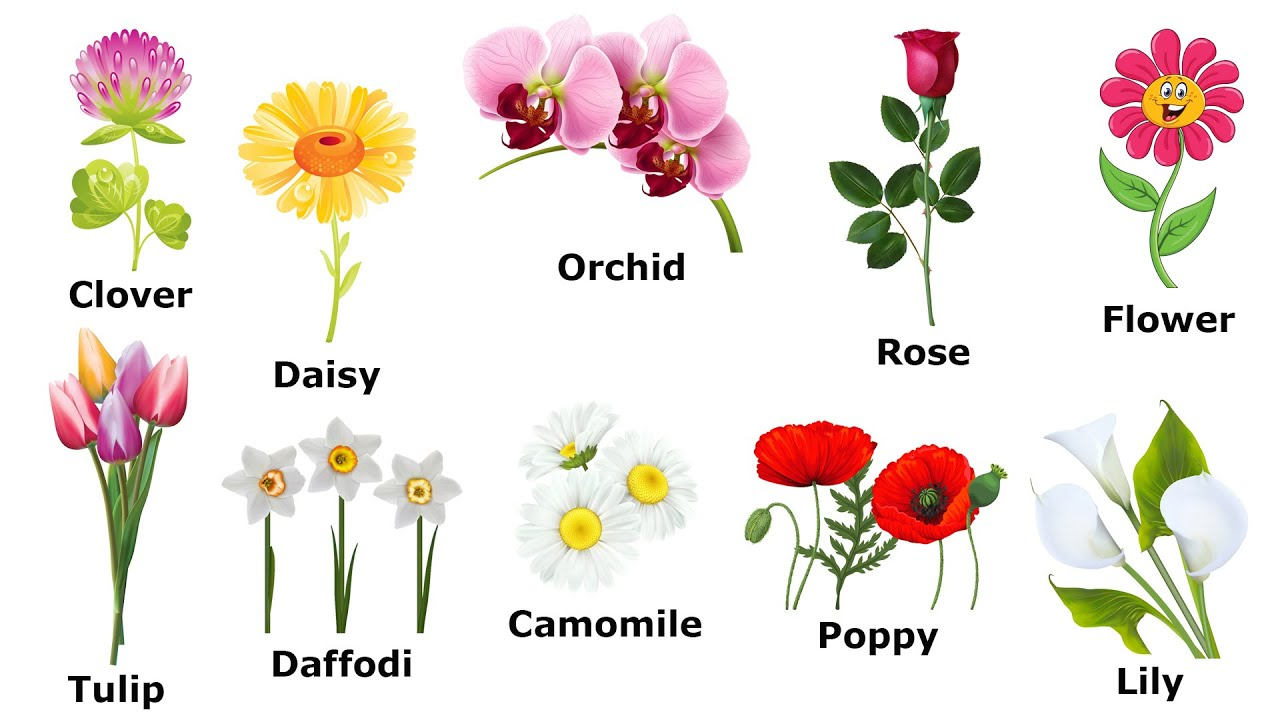 Clover
Daisy
Orchid
Rose
Flower
Tulip
Daffodi
Camomile
Poppy
Lily